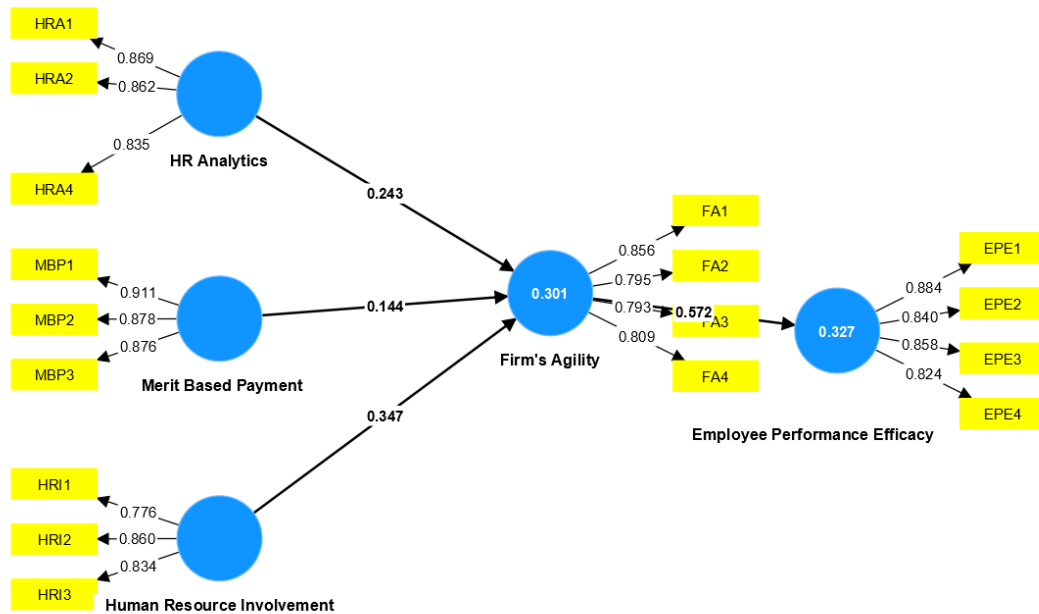 HRA1
0.869
HRA2
0.862
0.835
HRA4
HR Analytics
0.243
MBP1
0.911
MBP2
0.878
0.876
MBP3
Merit Based Payment
0.144
HRI1
0.776
HRI2
0.860
0.834
HRI3
Human Resource Involvement
0.347
0.301
Firm's Agility
FA1
0.856
FA2
0.795
0.793
FA3
0.809
FA4
0.572
0.327
Employee Performance Efficacy
EPE1
0.884
EPE2
0.840
0.858
EPE3
0.824
EPE4